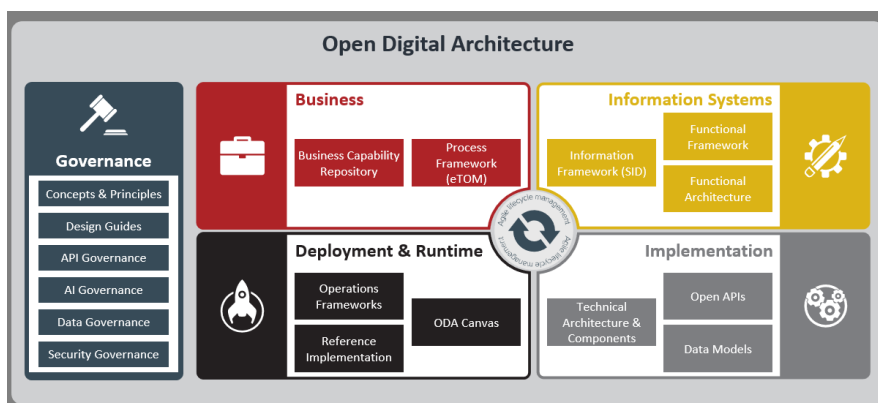 Open Digital Architecture
Governance
Concepts & Principles
Design Guides
API Governance
AI Governance
Data Governance
Security Governance
Business
Business Capability
Repository
Process
Framework
(eTOM)
Information Systems
Information
Framework (SID)
Functional
Framework
Functional
Architecture
Agile lifecycle management
Agile lifecycle management
Deployment & Runtime
Operations
Frameworks
Reference
Implementation
ODA Canvas
Implementation
Technical
Architecture &
Components
Open APIs
Data Models